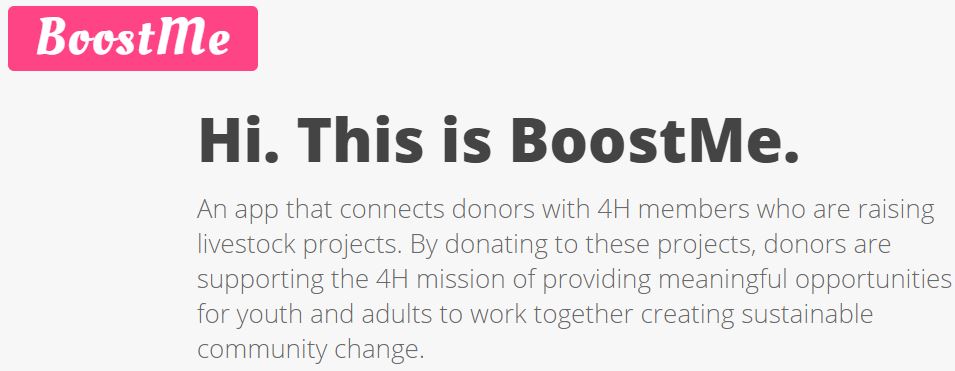 BoostMe
Hi. This is BoostMe.
An app that connects donors with 4H members who are raising
livestock projects. By donating to these projects, donors are
supporting the 4H mission of providing meaningful opportunities
for youth and adults to work together creating sustainable
community change.